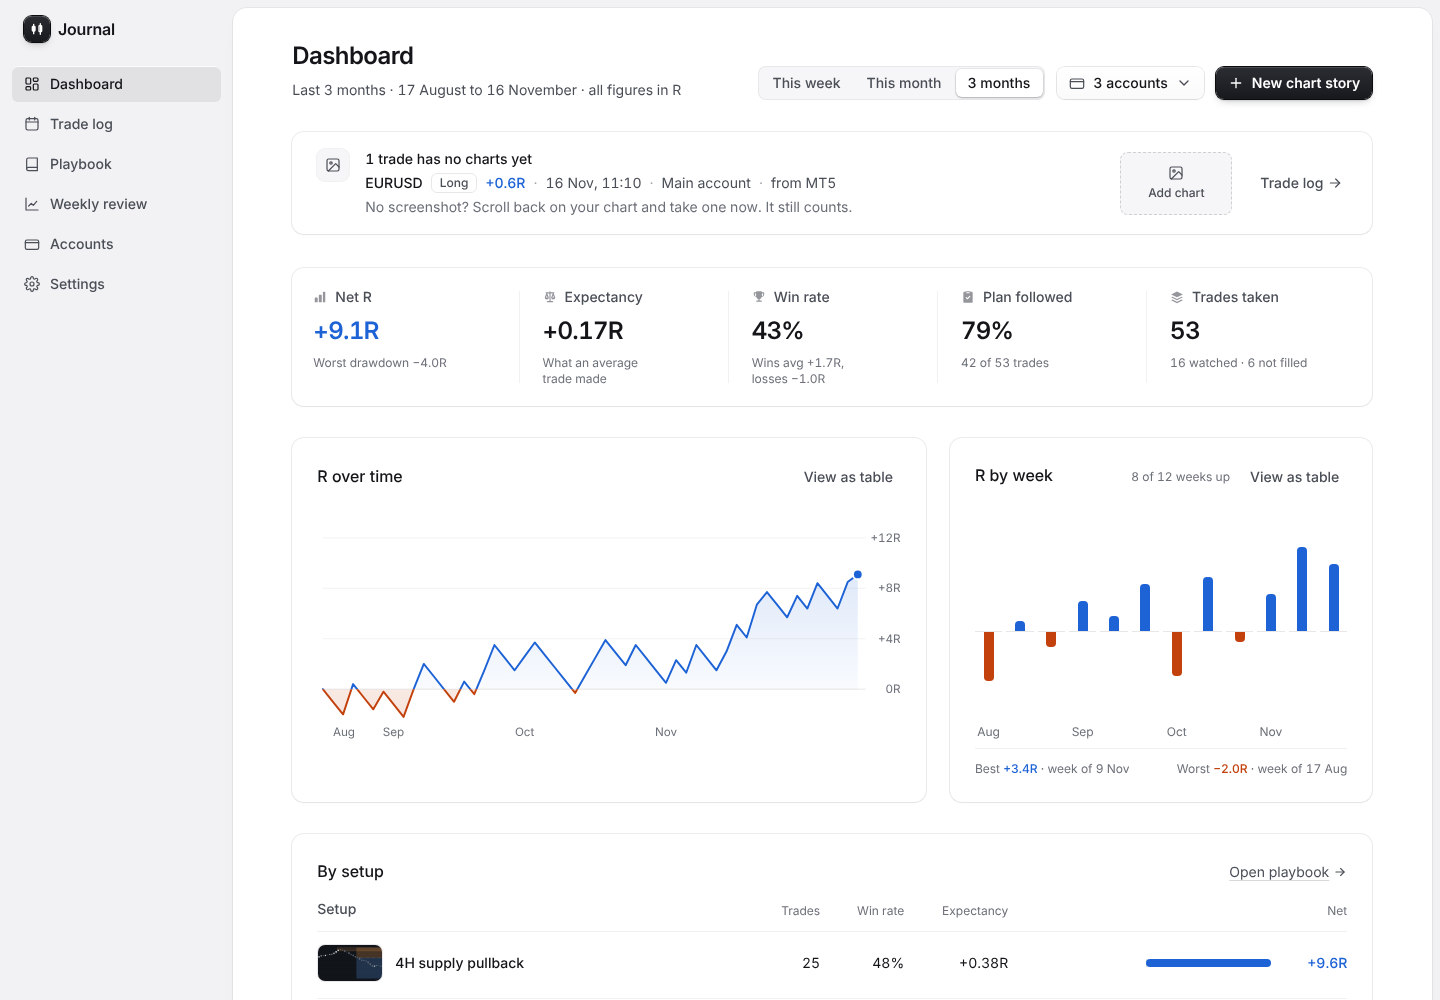 Journal
Dashboard
Trade log
Playbook
Weekly review
Accounts
Settings
Dashboard
Last 3 months · 17 August to 16 November · all figures in R
This week
This month
3 months
3 accounts
New chart story
1 trade has no charts yet
EURUSD Long +0.6R · 16 Nov, 11:10 · Main account · from MT5
No screenshot? Scroll back on your chart and take one now. It still counts.
Add chart
Trade log →
Net R
+9.1R
Worst drawdown −4.0R
Expectancy
+0.17R
What an average
trade made
Win rate
43%
Wins avg +1.7R,
losses −1.0R
Plan followed
79%
42 of 53 trades
Trades taken
53
16 watched · 6 not filled
R over time
View as table
+12R
+8R
+4R
0R
Aug Sep Oct Nov
R by week
8 of 12 weeks up
View as table
Aug Sep Oct Nov
Best +3.4R · week of 9 Nov
Worst −2.0R · week of 17 Aug
By setup
Open playbook →
Setup Trades Win rate Expectancy Net
4H supply pullback 25 48% +0.38R +9.6R